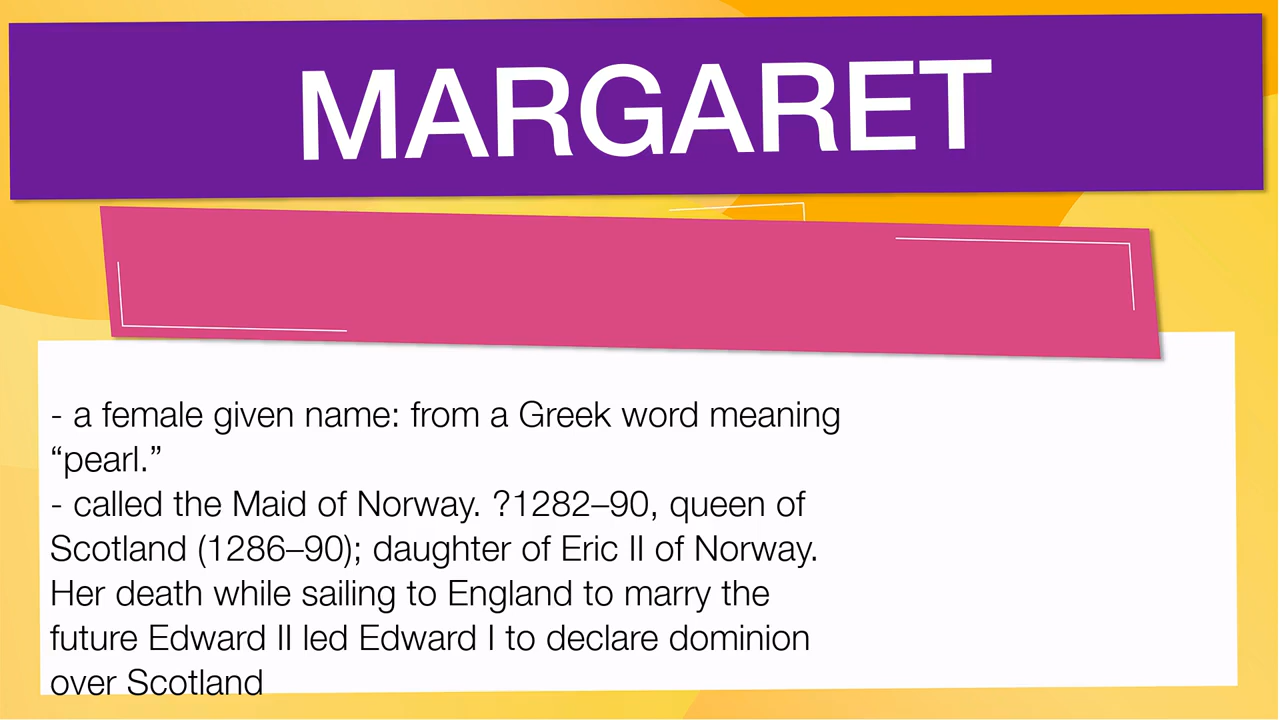 MARGARET
- a female given name: from a Greek word meaning
“pearl.”
- called the Maid of Norway. ?1282–90, queen of
Scotland (1286–90); daughter of Eric II of Norway.
Her death while sailing to England to marry the
future Edward II led Edward I to declare dominion
over Scotland